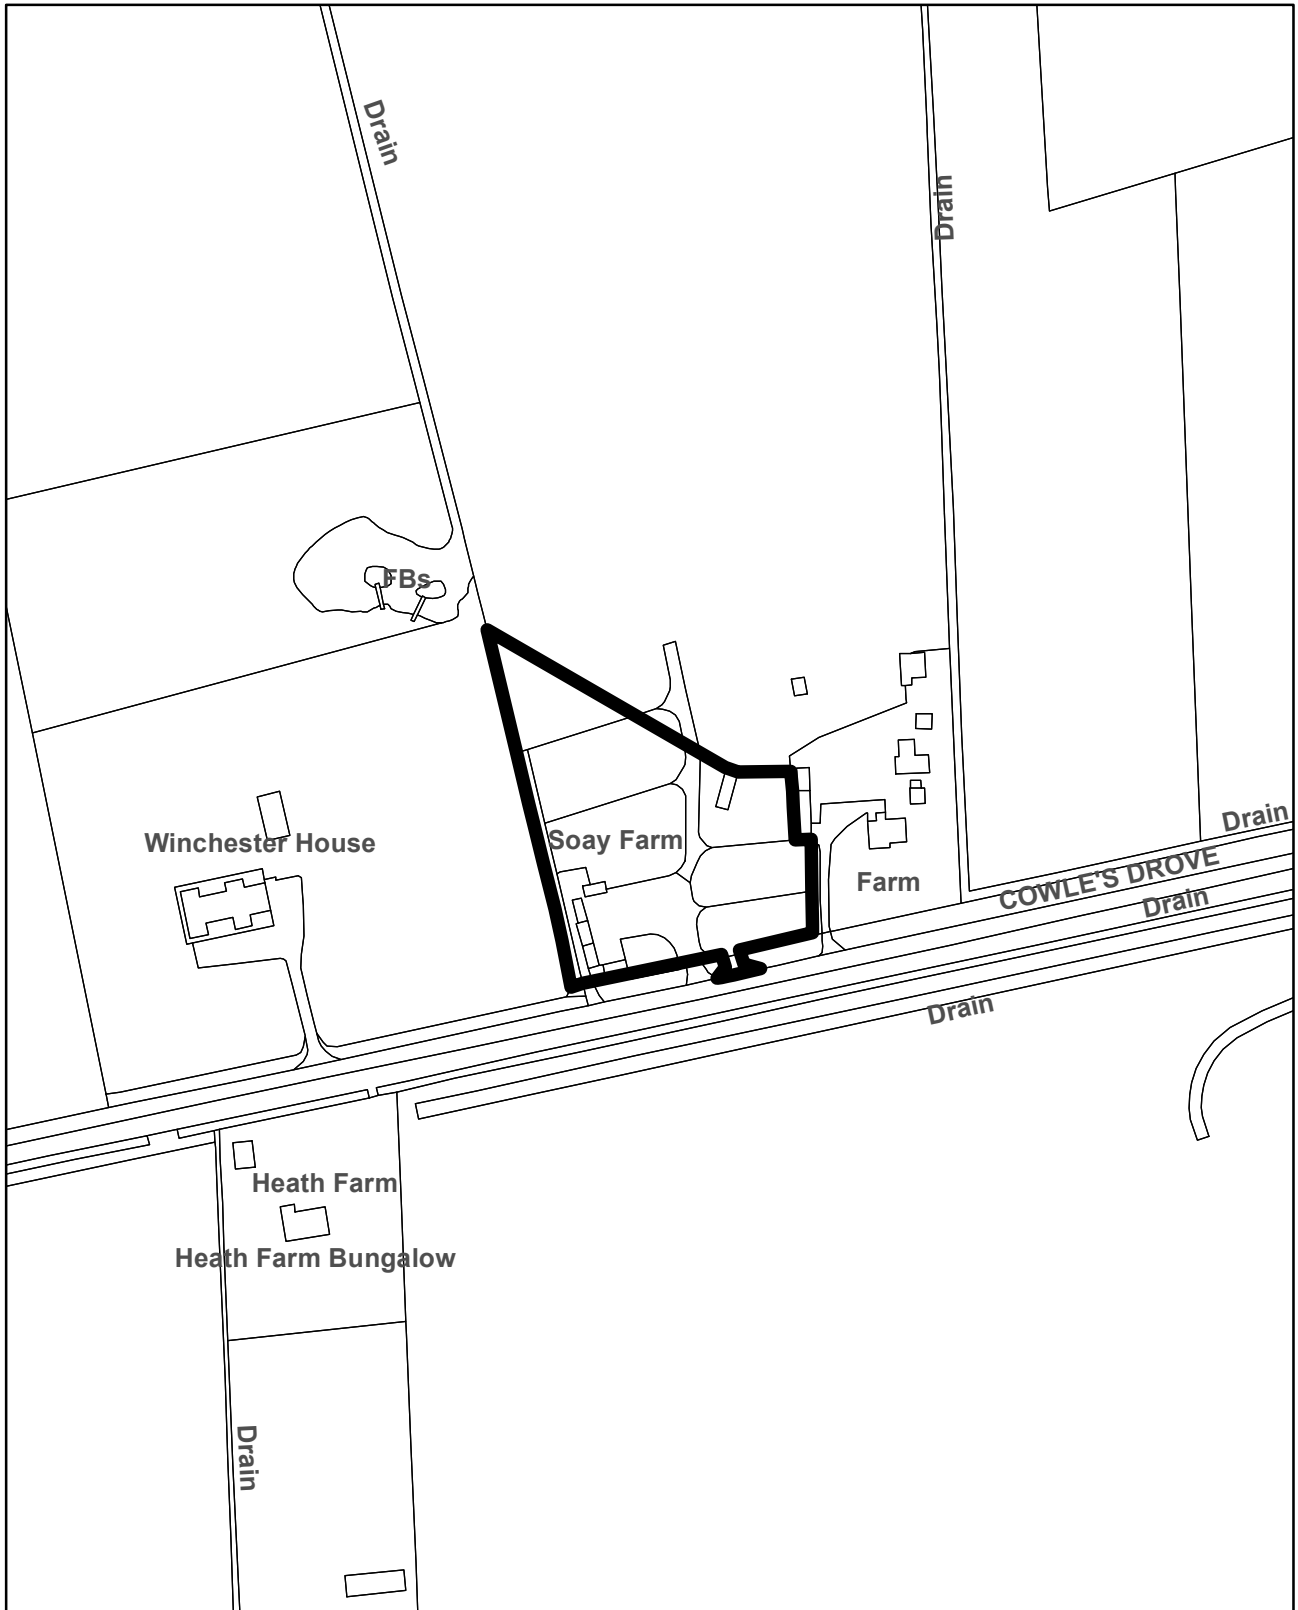 Drain
Drain
FBs
Drain
Winchester House
Soay Farm
COWLE'S DROVE
Farm
Drain
Drain
Heath Farm
Heath Farm Bungalow
Drain